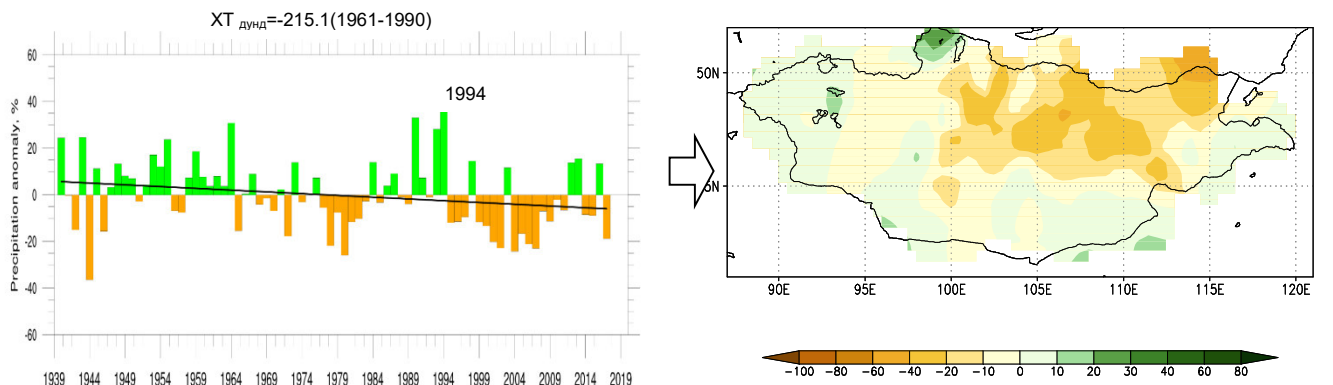 ХТ дунд=-215.1(1961-1990)
Precipitation anomaly, %
60
40
20
0
-20
-40
-60
1994
1939 1944 1949 1954 1959 1964 1969 1974 1979 1984 1989 1994 1999 2004 2009 2014 2019
50N
5N
90E 95E 100E 105E 110E 115E 120E
-100 -80 -60 -40 -20 -10 0 10 20 30 40 60 80